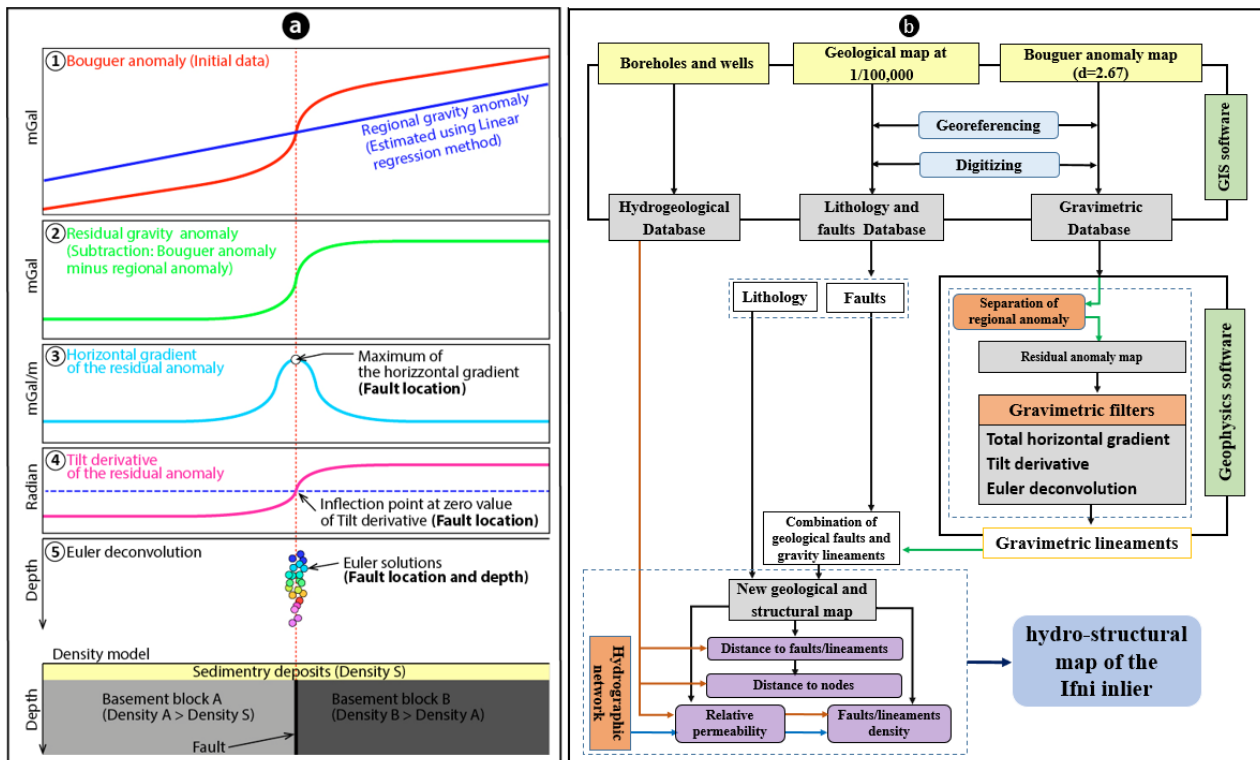 a
mGal
1 Bouguer anomaly (Initial data)
Regional gravity anomaly
(Estimated using Linear
regression method)
mGal
2 Residual gravity anomaly
(Subtraction: Bouguer anomaly
minus regional anomaly)
mGal/m
3 Horizontal gradient
of the residual anomaly
Maximum of
the horizzontal gradient
(Fault location)
Radian
4 Tilt derivative
of the residual anomaly
Inflection point at zero value
of Tilt derivative (Fault location)
Depth
5 Euler deconvolution
Euler solutions
(Fault location and depth)
Density model
Depth
Sedimentry deposits (Density S)
Basement block A
(Density A > Density S)
Basement block B
(Density B > Density A)
Fault
b
Boreholes and wells
Geological map at
1/100,000
Bouguer anomaly map
(d=2.67)
Georeferencing
Digitizing
GIS software
Hydrogeological
Database
Lithology and
faults Database
Gravimetric
Database
Lithology
Faults
Separation of
regional anomaly
Residual anomaly map
Gravimetric filters
Total horizontal gradient
Tilt derivative
Euler deconvolution
Geophysics software
Combination of
geological faults and
gravity lineaments
Gravimetric lineaments
New geological and
structural map
Hydrographic
network
Distance to faults/lineaments
Distance to nodes
Relative
permeability
Faults/lineaments
density
hydro-structural
map of the
Ifni inlier